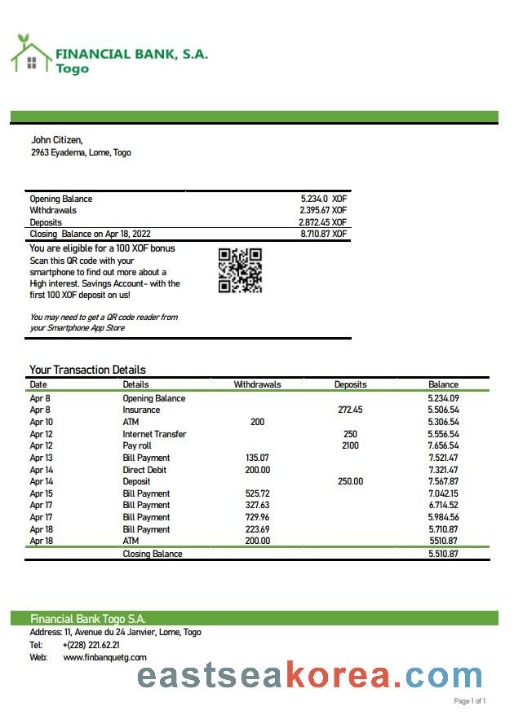 FINANCIAL BANK, S.A.
Togo
John Citizen,
2963 Eyadema, Lome, Togo
Opening Balance 5.234.0 XOF
Withdrawals 2.395.67 XOF
Deposits 2.872.45 XOF
Closing Balance on Apr 18, 2022 8.710.87 XOF
You are eligible for a 100 XOF bonus
Scan this QR code with your
smartphone to find out more about a
High interest. Savings Account- with the
first 100 XOF deposit on us!
You may need to get a QR code reader from
your Smartphone App Store
Your Transaction Details
Date Details Withdrawals Deposits Balance
Apr 8 Opening Balance 5.234.09
Apr 8 Insurance 272.45 5.506.54
Apr 10 ATM 200 5.306.54
Apr 12 Internet Transfer 250 5.556.54
Apr 12 Pay roll 2100 7.656.54
Apr 13 Bill Payment 135.07 7.521.47
Apr 14 Direct Debit 200.00 7.321.47
Apr 14 Deposit 250.00 7.567.87
Apr 15 Bill Payment 525.72 7.042.15
Apr 17 Bill Payment 327.63 6.714.52
Apr 17 Bill Payment 729.96 5.984.56
Apr 18 Bill Payment 223.69 5.710.87
Apr 18 ATM 200.00 5510.87
Closing Balance 5.510.87
Financial Bank Togo S.A.
Address: 11, Avenue du 24 Janvier, Lome, Togo
Tel: +(228) 221.62.21
Web: www.finbanquetg.com
eastseakorea.com
Page 1 of 1